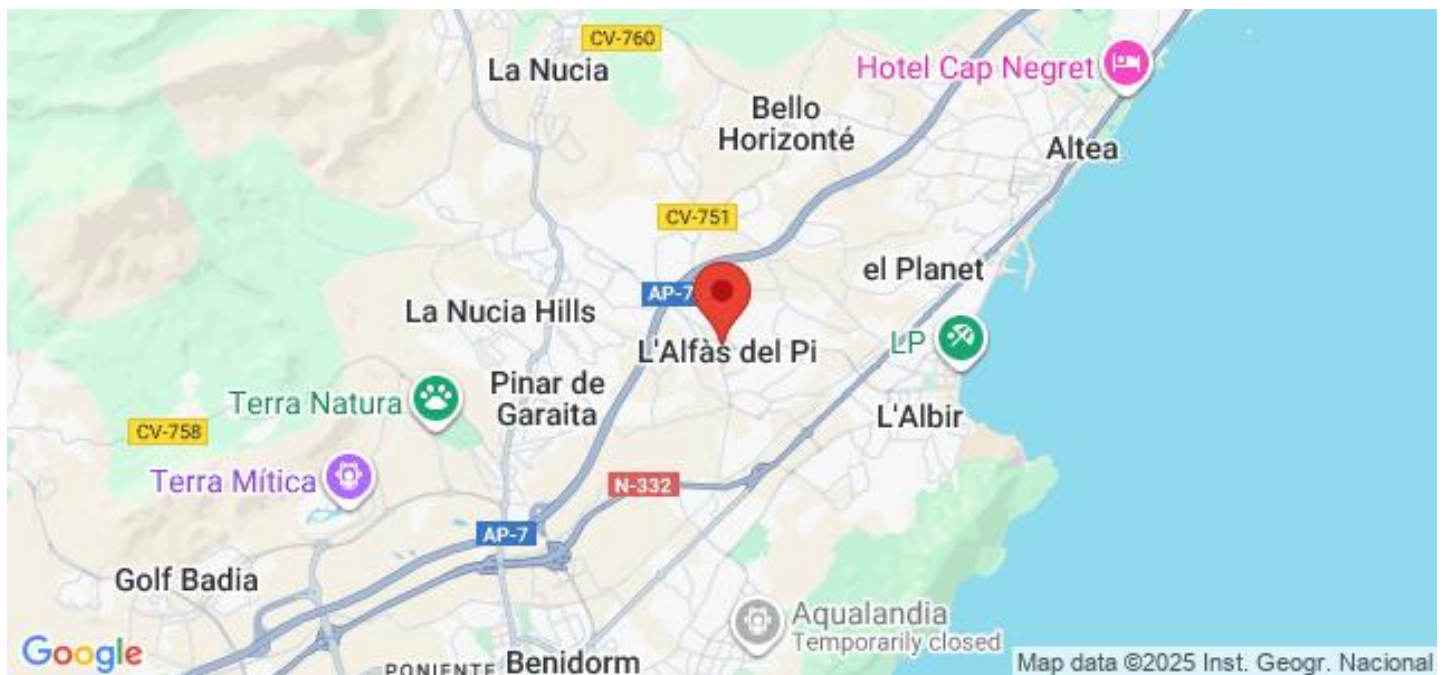 CV-760
La Nucia
Hotel Cap Negret
Bello
Horizonté
Altea
CV-751
el Planet
AP-7
La Nucia Hills
L'Alfàs del Pi
LP
Pinar de
Garaita
Terra Natura
L'Albir
CV-758
Terra Mítica
N-332
AP-7
Golf Badia
Aqualandia
Temporarily closed
Google
PONIENTE
Benidorm
Map data ©2025 Inst. Geogr. Nacional